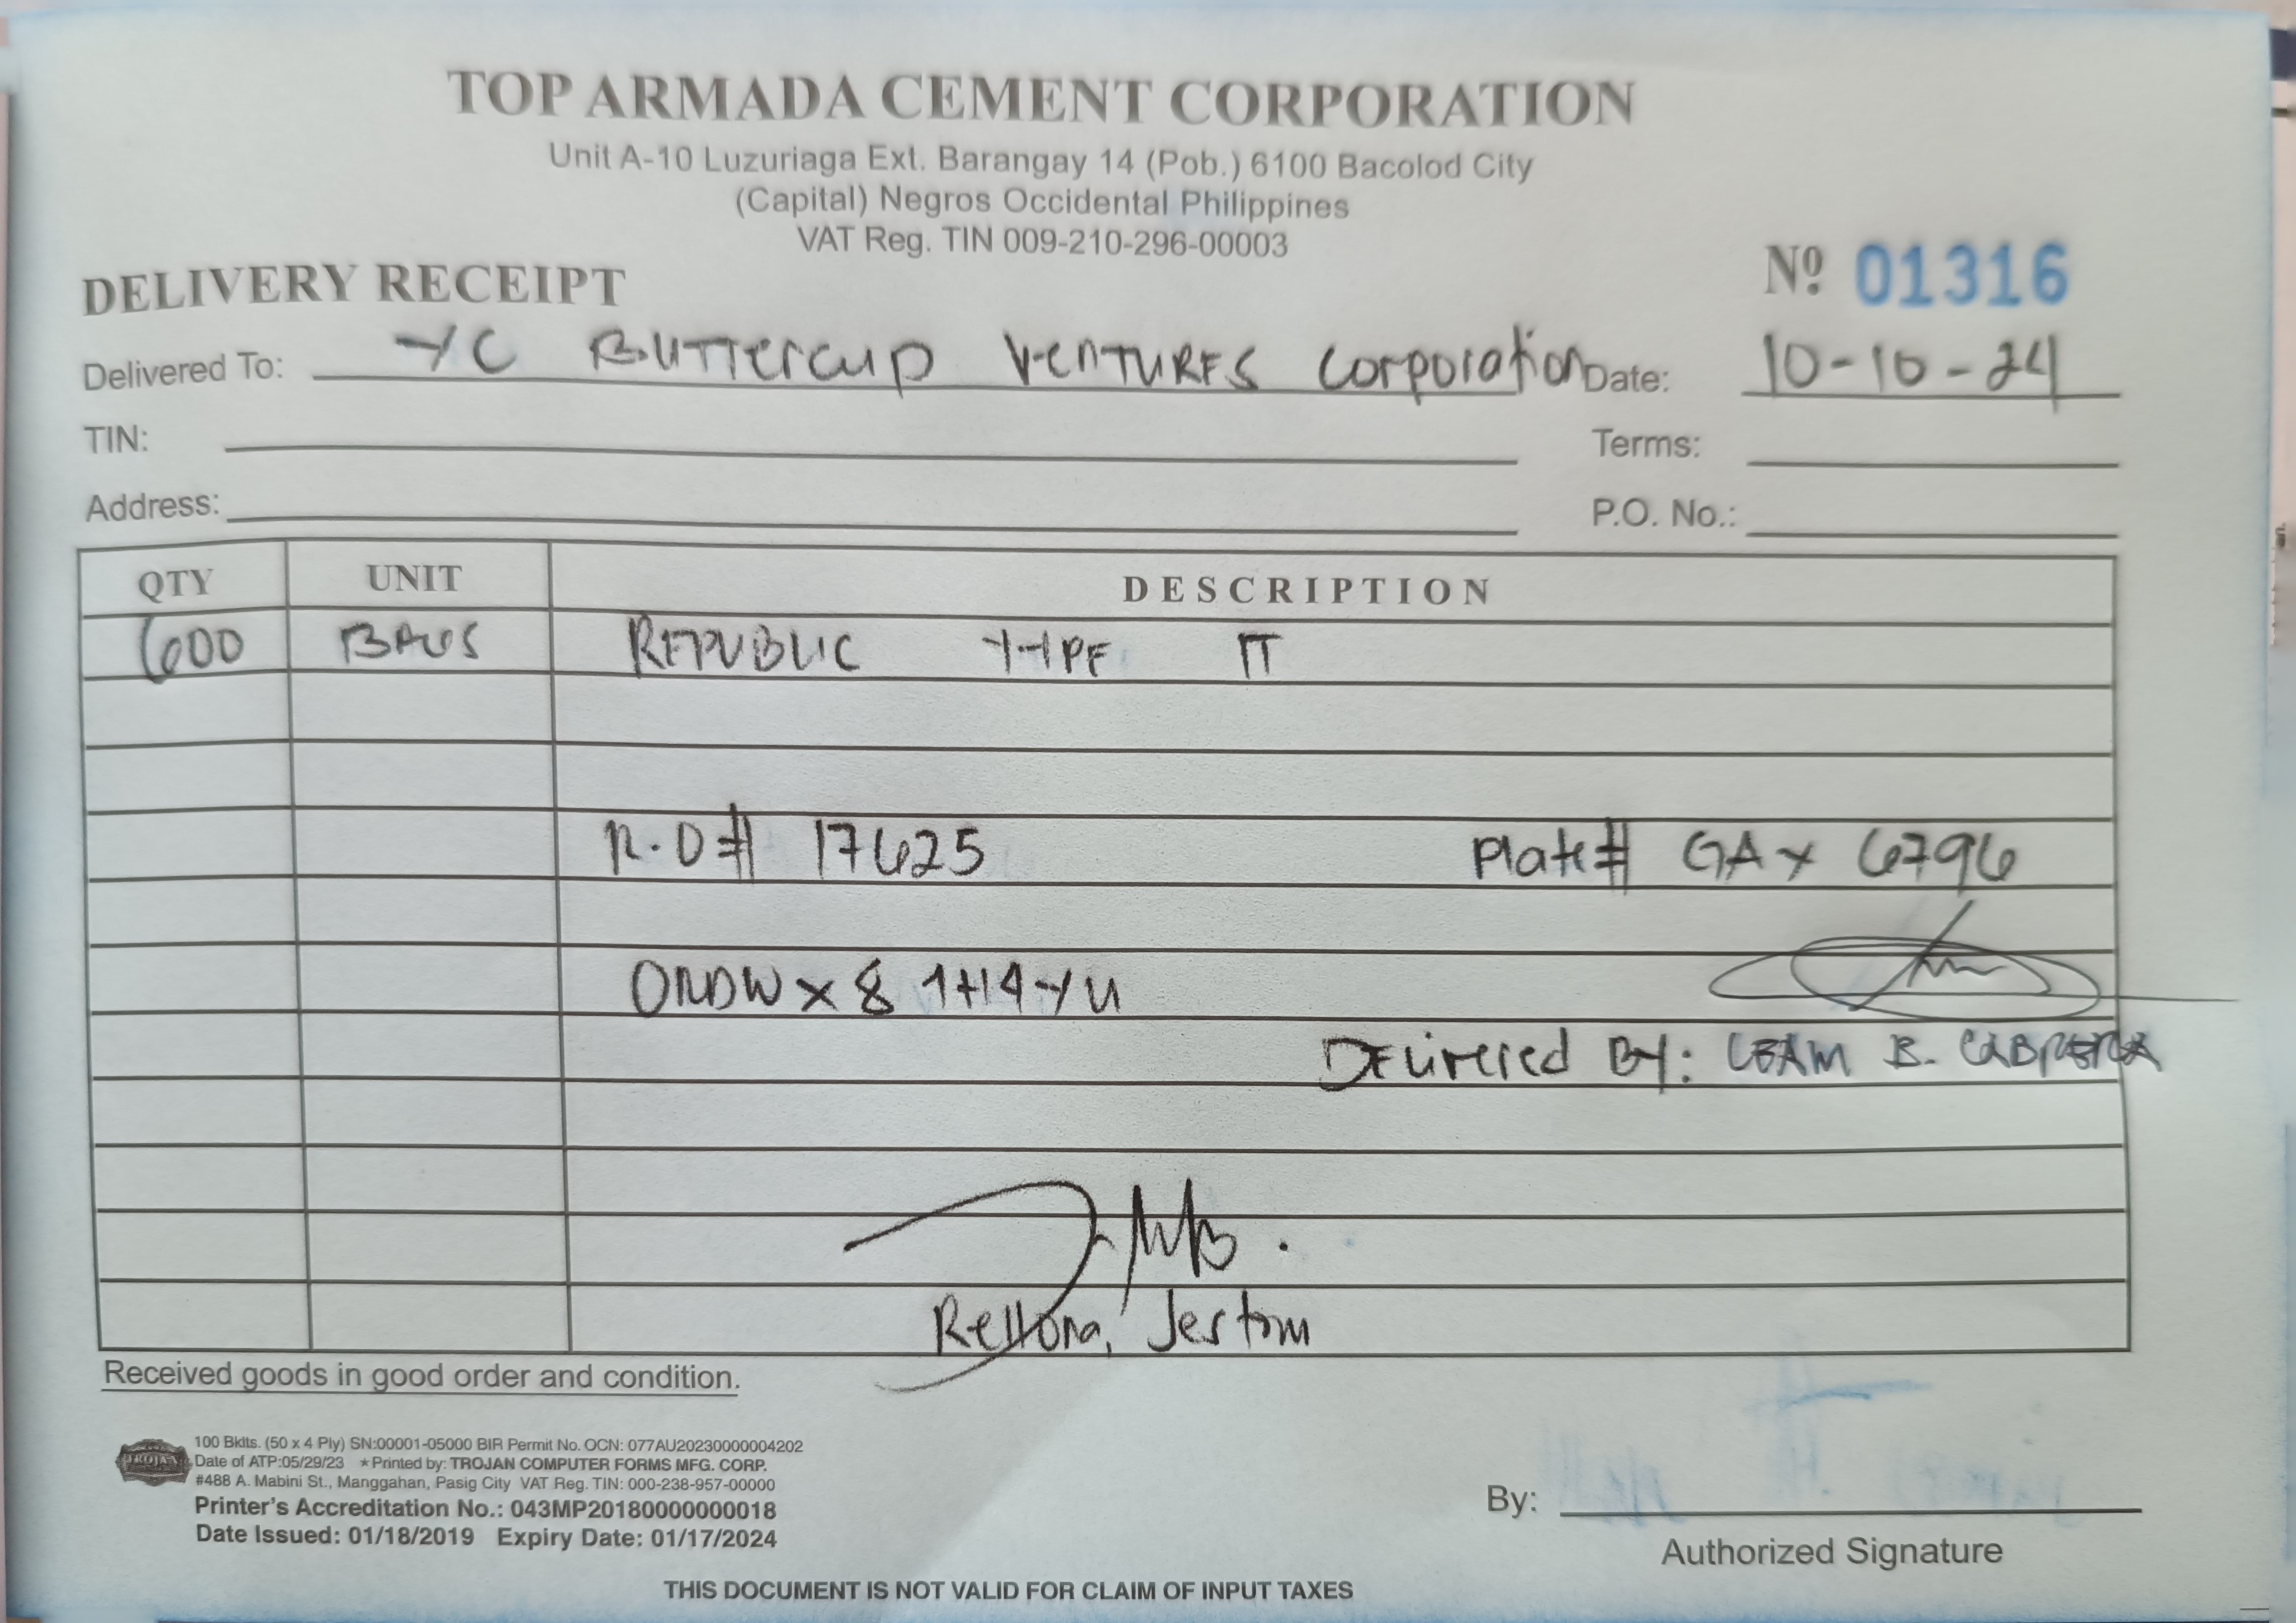 TOP ARMADA CEMENT CORPORATION
Unit A-10 Luzuriaga Ext. Barangay 14 (Pob.) 6100 Bacolod City
(Capital) Negros Occidental Philippines
VAT Reg. TIN 009-210-296-00003
DELIVERY RECEIPT
Nº 01316
Delivered To: YC Buttercup Ventures Corporation Date: 10-10-24
TIN: Terms:
Address: P.O. No.:
QTY UNIT DESCRIPTION
600 BAGS REPUBLIC TYPE IT
R.O# 17625 Plate# GAY 6796
Delivered By: LEAM B. CABRERA
Rellona, Jestom
Received goods in good order and condition.
100 Bklts. (50 x 4 Ply) SN:00001-05000 BIR Permit No. OCN: 077AU20230000004202
Date of ATP:05/29/23 ★Printed by: TROJAN COMPUTER FORMS MFG. CORP.
#488 A. Mabini St., Manggahan, Pasig City VAT Reg. TIN: 000-238-957-00000
Printer's Accreditation No.: 043MP20180000000018
Date Issued: 01/18/2019 Expiry Date: 01/17/2024
TROJAN
By:
Authorized Signature
THIS DOCUMENT IS NOT VALID FOR CLAIM OF INPUT TAXES